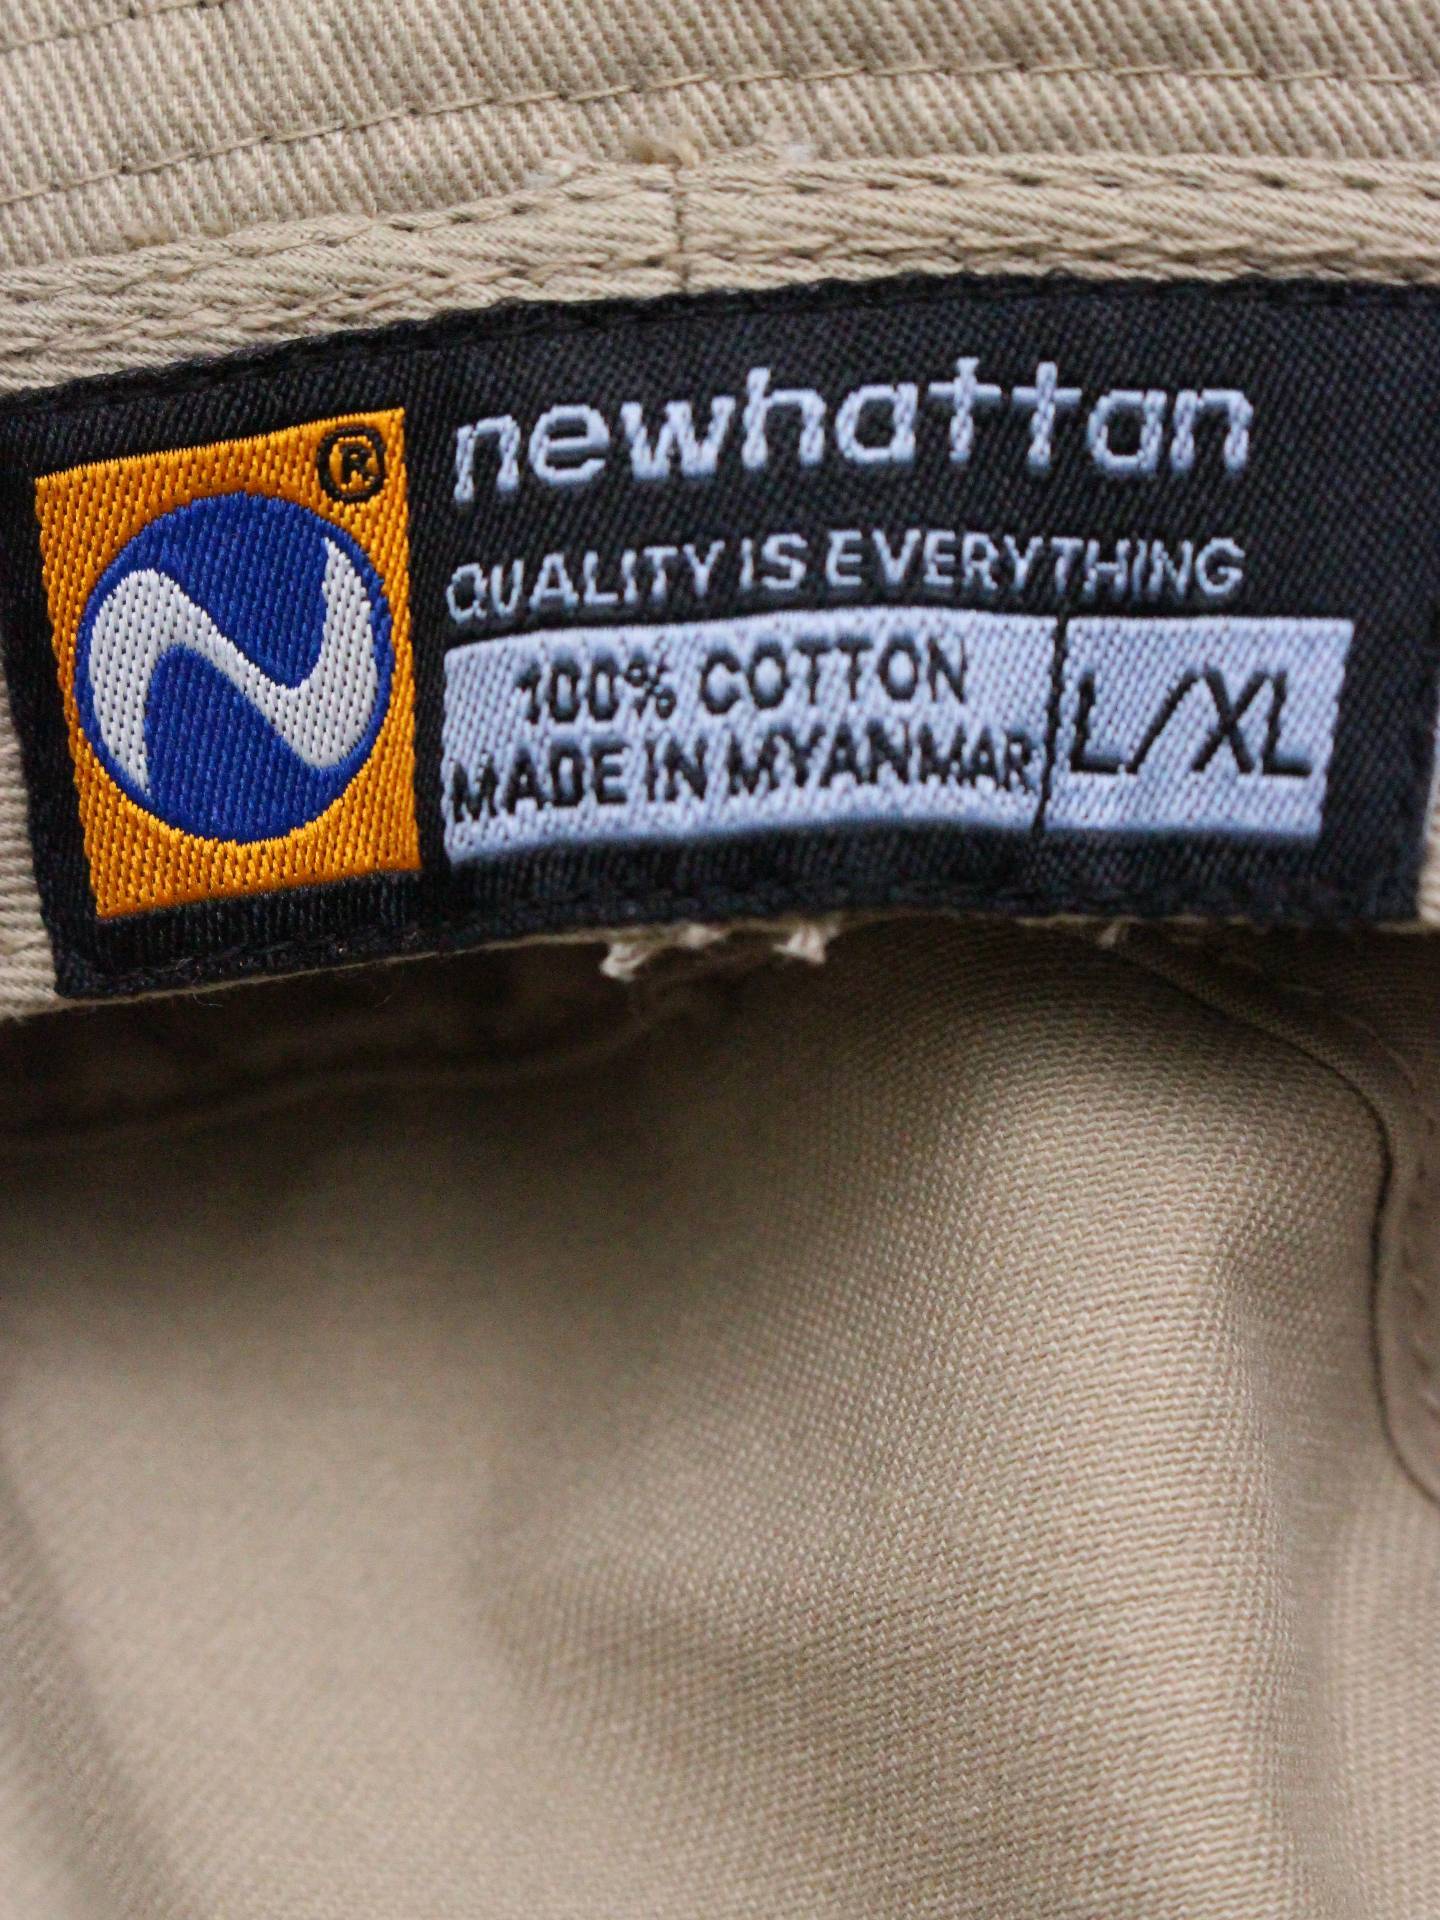 ®
newhattan
QUALITY IS EVERYTHING
100% COTTON
MADE IN MYANMAR
L/XL